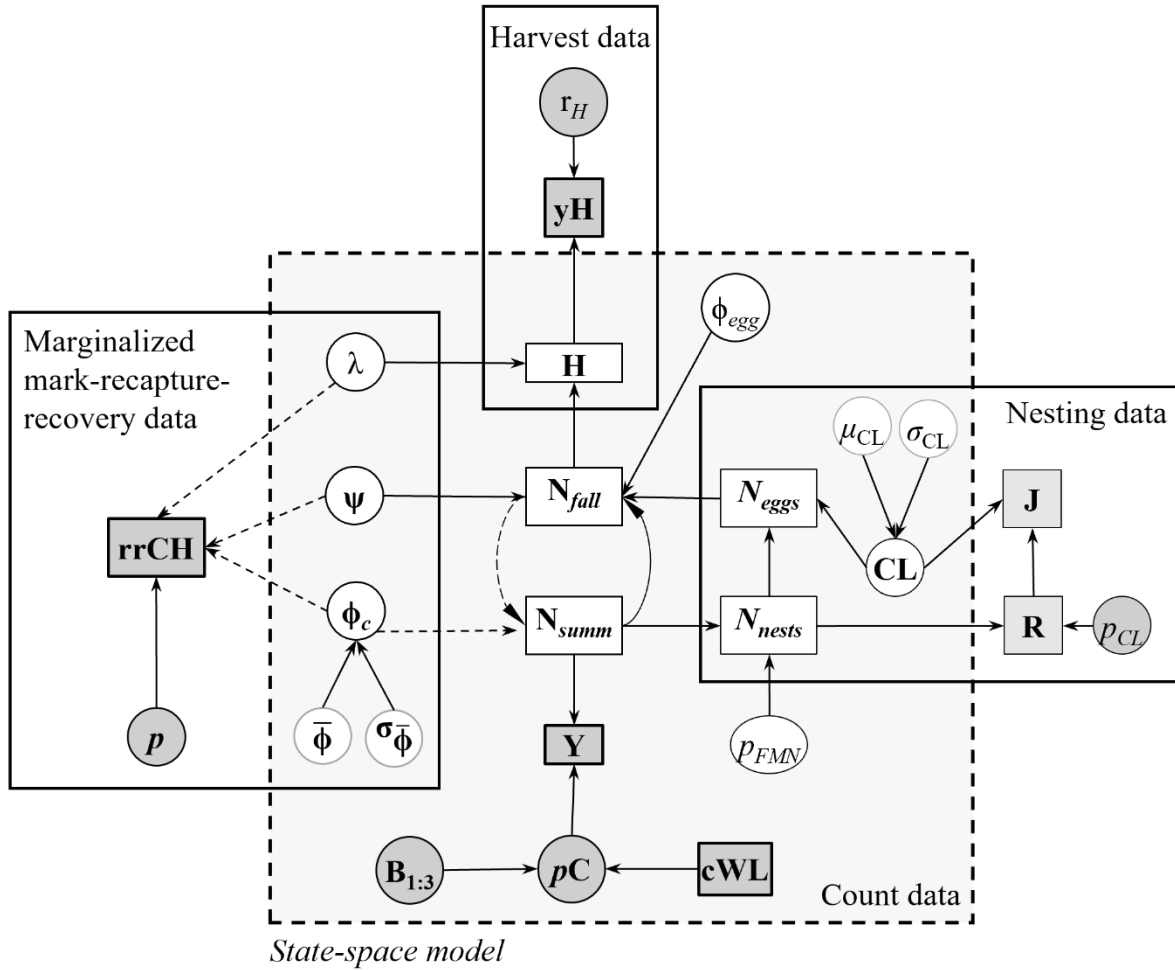 Harvest data
r_H
yH
ϕ_egg
Marginalized
mark-recapture-
recovery data
λ
H
Nesting data
μ_CL
σ_CL
ψ
N_fall
N_eggs
J
rrCH
CL
ϕ_c
N_summ
N_nests
R
p_CL
p
ϕ̅
σ_ϕ̅
Y
p_FMN
B_1:3
pC
cWL
Count data
State-space model